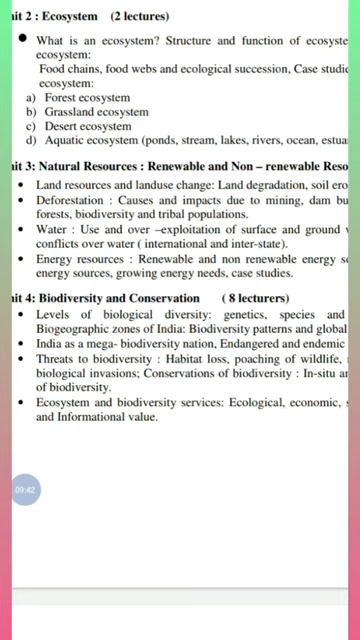 it 2 : Ecosystem (2 lectures)
What is an ecosystem? Structure and function of ecosyste
ecosystem:
Food chains, food webs and ecological succession, Case studi
ecosystem:
a) Forest ecosystem
b) Grassland ecosystem
c) Desert ecosystem
d) Aquatic ecosystem (ponds, stream, lakes, rivers, ocean, estua
it 3: Natural Resources : Renewable and Non – renewable Reso
Land resources and landuse change: Land degradation, soil ero
Deforestation : Causes and impacts due to mining, dam bu
forests, biodiversity and tribal populations.
Water : Use and over –exploitation of surface and ground
conflicts over water ( international and inter-state).
Energy resources : Renewable and non renewable energy s
energy sources, growing energy needs, case studies.
it 4: Biodiversity and Conservation ( 8 lecturers)
Levels of biological diversity: genetics, species and
Biogeographic zones of India: Biodiversity patterns and global
India as a mega- biodiversity nation, Endangered and endemic
Threats to biodiversity : Habitat loss, poaching of wildlife,
biological invasions; Conservations of biodiversity : In-situ a
of biodiversity.
Ecosystem and biodiversity services: Ecological, economic,
and Informational value.
09:42